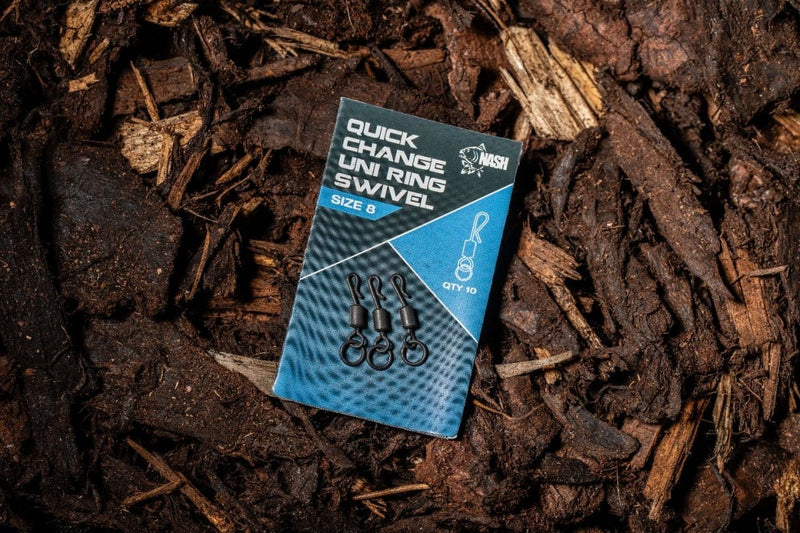 QUICK
CHANGE
UNI RING
SWIVEL
NASH
SIZE 8
QTY 10